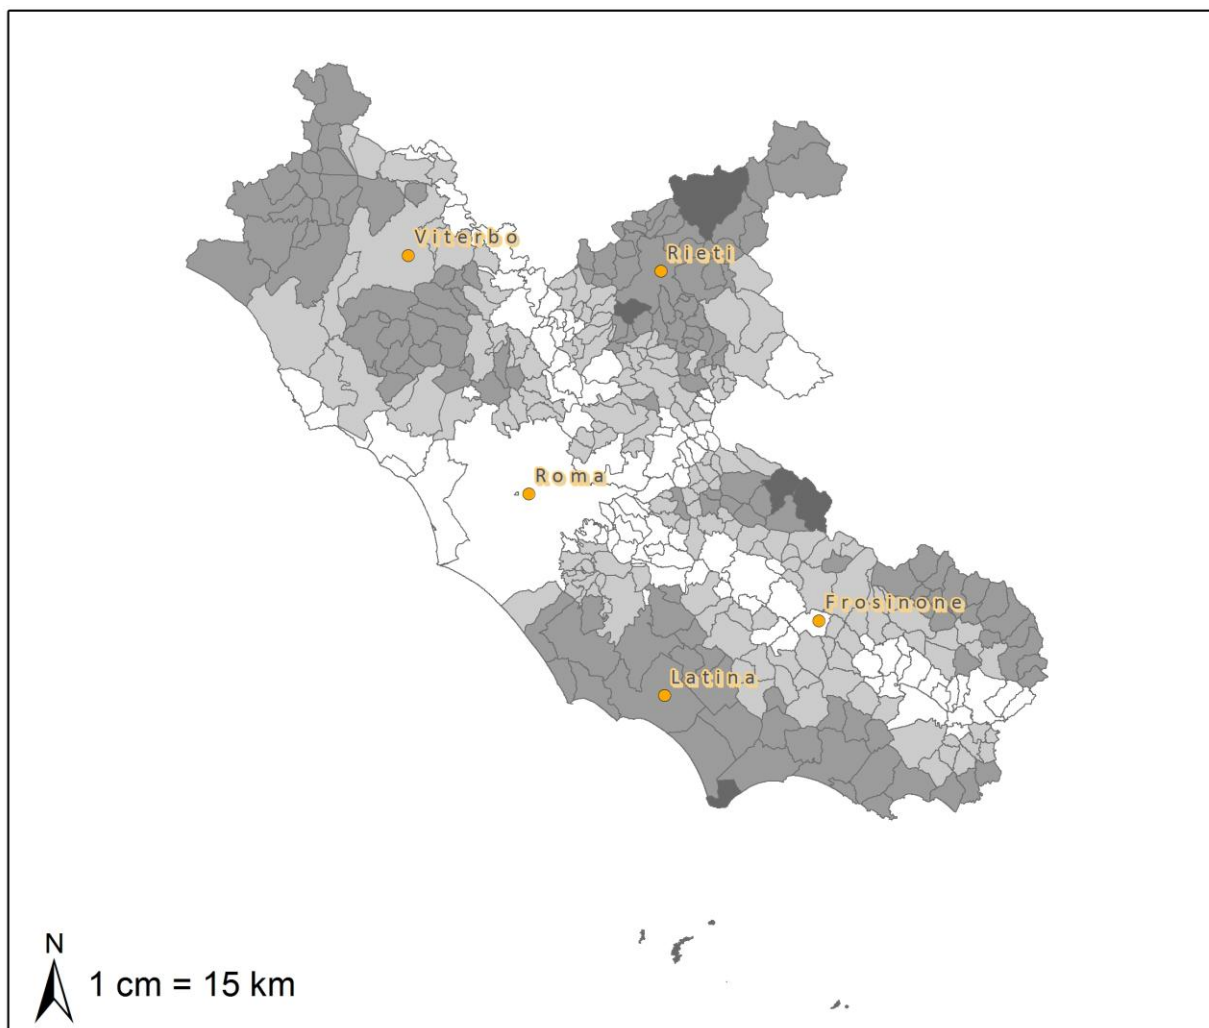 Viterbo
Rieti
Roma
Frosinone
Latina
N
1 cm = 15 km